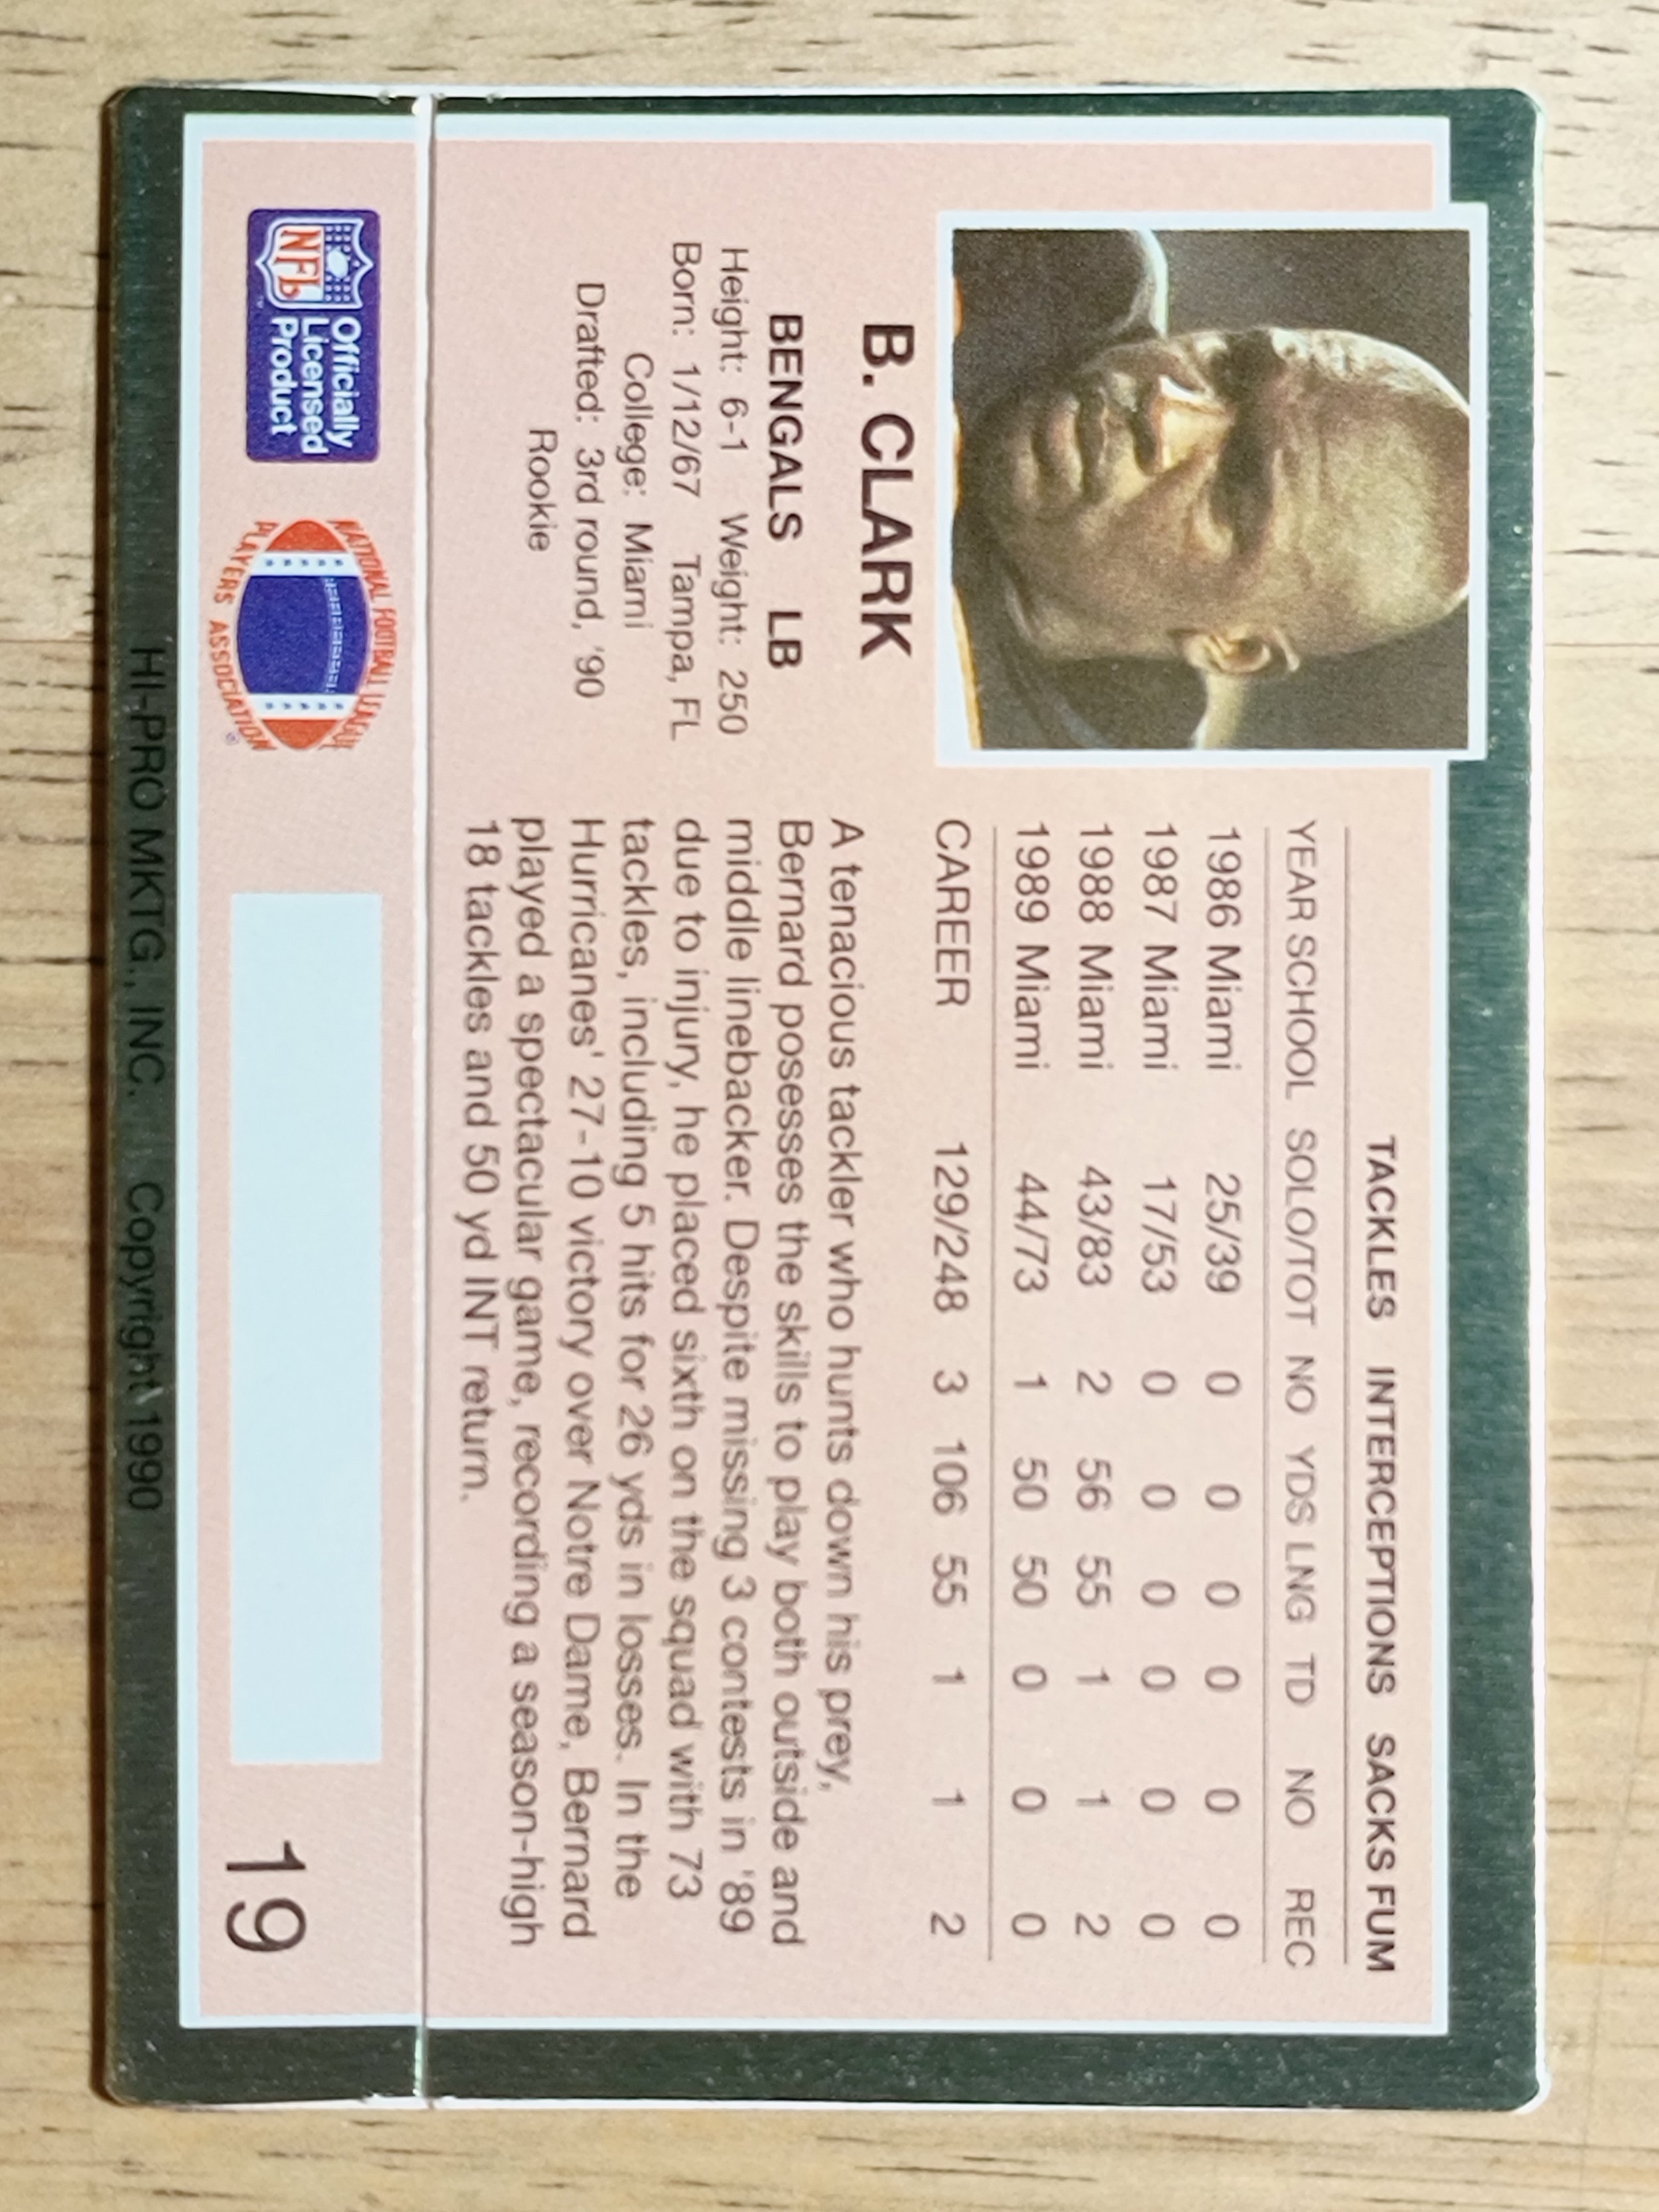 B. CLARK
BENGALS LB
Height: 6-1 Weight: 250
Born: 1/12/67 Tampa, FL
College: Miami
Drafted: 3rd round, '90
Rookie
TACKLES INTERCEPTIONS SACKS FUM
YEAR SCHOOL SOLO/TOT NO YDS LNG TD NO REC
1986 Miami 25/39 0 0 0 0 0 0
1987 Miami 17/53 0 0 0 0 0 0
1988 Miami 43/83 2 56 55 1 1 2
1989 Miami 44/73 1 50 50 0 0 0
CAREER 129/248 3 106 55 1 1 2
A tenacious tackler who hunts down his prey,
Bernard posesses the skills to play both outside and
middle linebacker. Despite missing 3 contests in '89
due to injury, he placed sixth on the squad with 73
tackles, including 5 hits for 26 yds in losses. In the
Hurricanes' 27-10 victory over Notre Dame, Bernard
played a spectacular game, recording a season-high
18 tackles and 50 yd INT return.
NFL
TM
Officially
Licensed
Product
NATIONAL FOOTBALL LEAGUE
PLAYERS ASSOCIATION
®
19
HI-PRO MKTG., INC. Copyright 1990